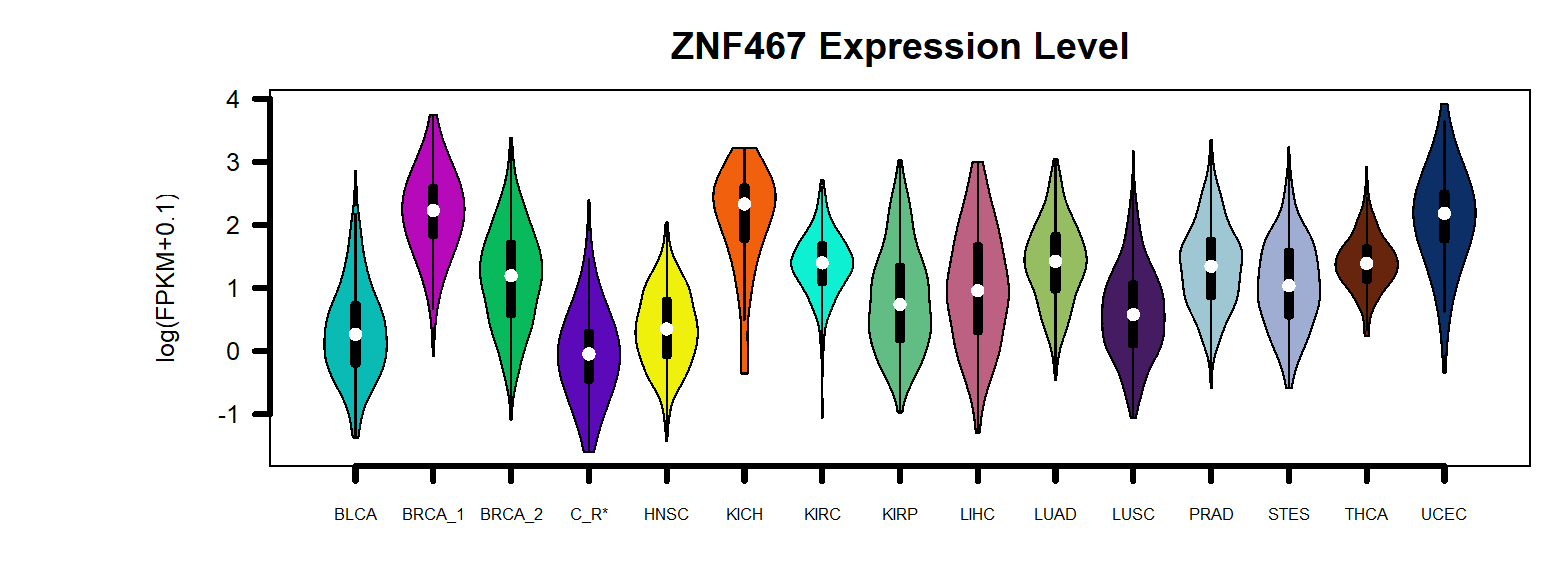 ZNF467 Expression Level
log(FPKM+0.1)
4
3
2
1
0
-1
BLCA BRCA_1 BRCA_2 C_R* HNSC KICH KIRC KIRP LIHC LUAD LUSC PRAD STES THCA UCEC